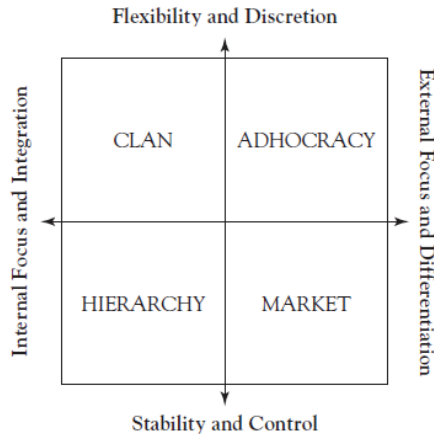 Flexibility and Discretion
Internal Focus and Integration
External Focus and Differentiation
CLAN
ADHOCRACY
HIERARCHY
MARKET
Stability and Control